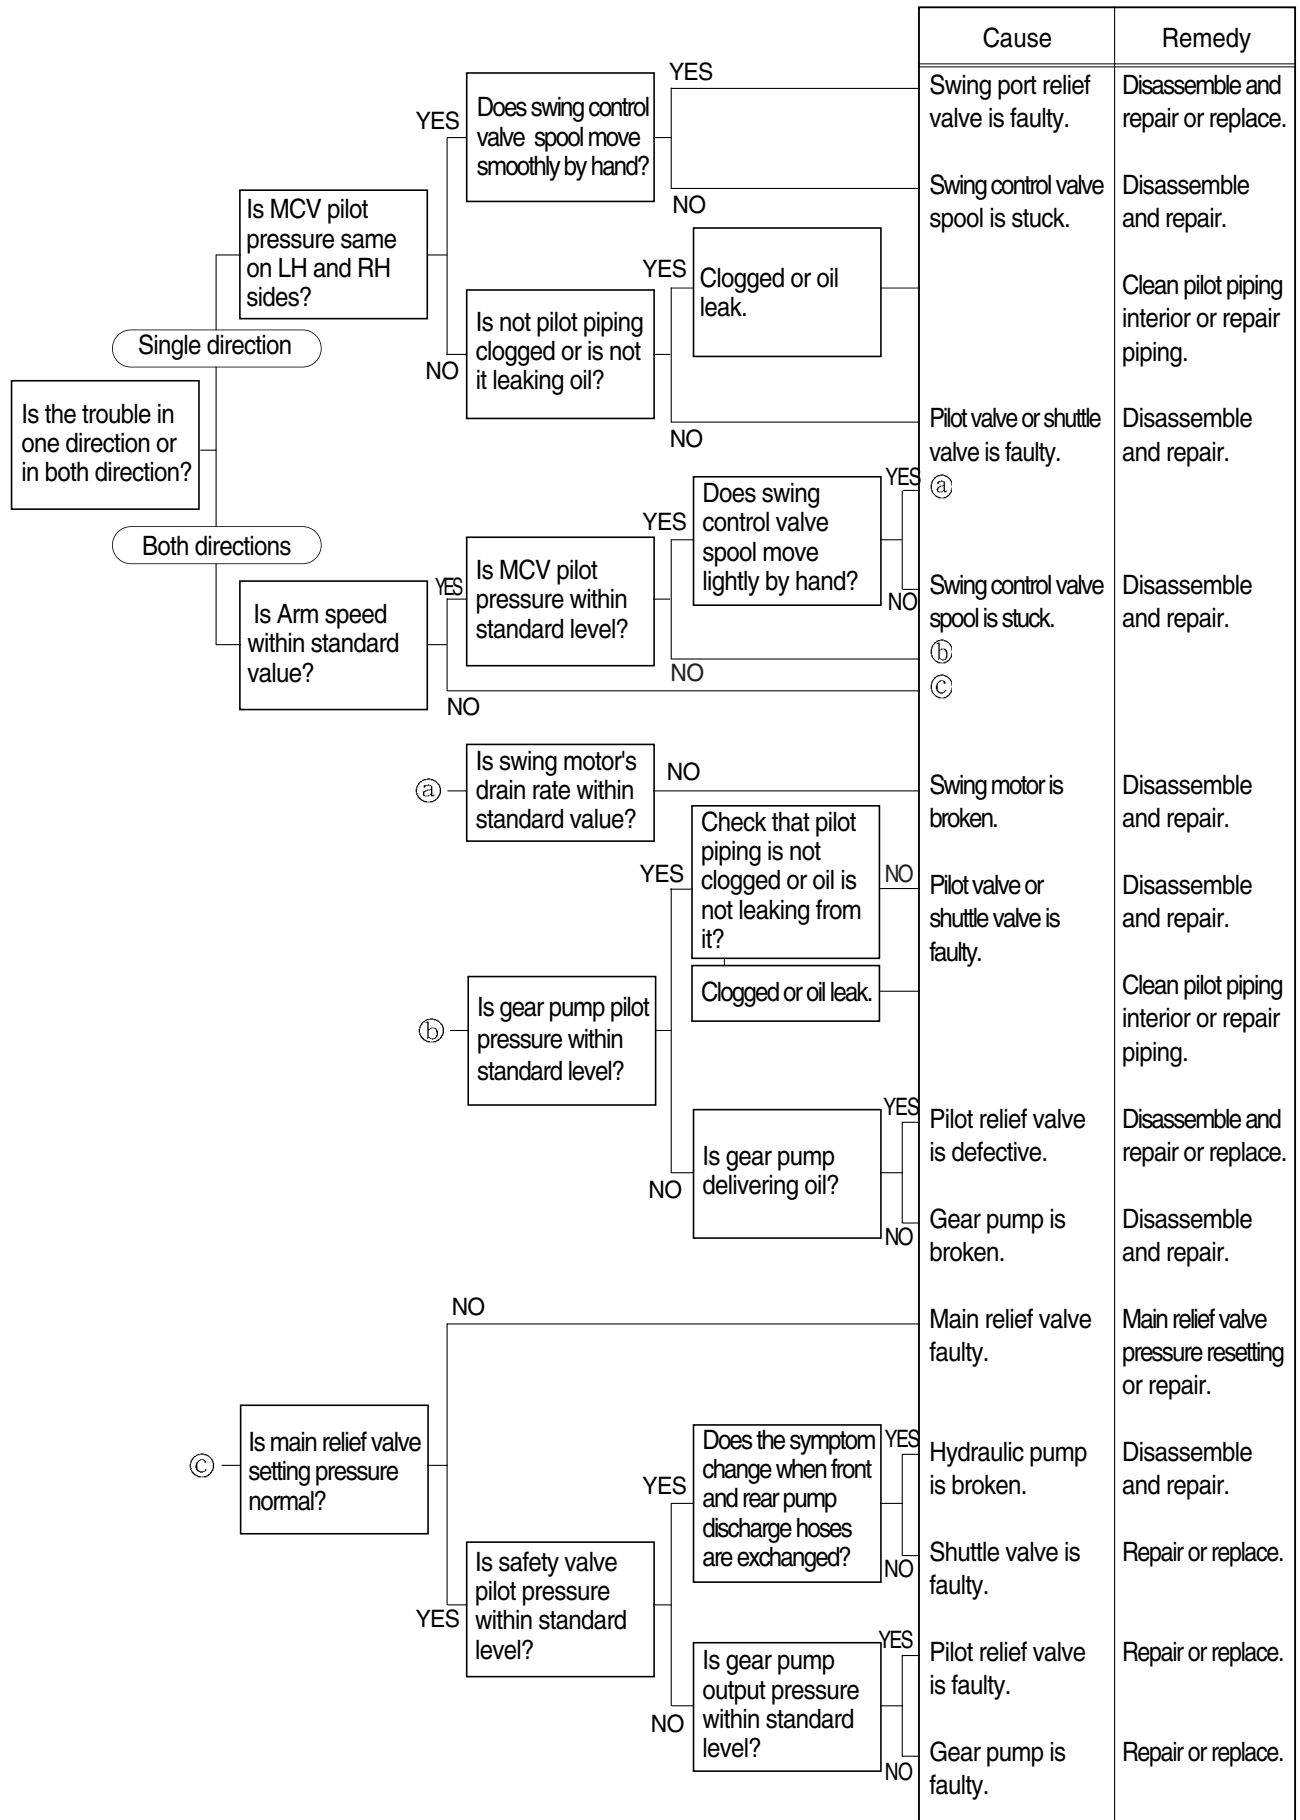 Cause
Remedy
YES
Swing port relief
valve is faulty.
Disassemble and
repair or replace.
YES
Does swing control
valve spool move
smoothly by hand?
NO
Swing control valve
spool is stuck.
Disassemble
and repair.
Is MCV pilot
pressure same
on LH and RH
sides?
YES
Clogged or oil
leak.
Clean pilot piping
interior or repair
piping.
NO
Is not pilot piping
clogged or is not
it leaking oil?
Single direction
NO
Pilot valve or shuttle
valve is faulty.
Disassemble
and repair.
Is the trouble in
one direction or
in both direction?
Both directions
YES
ⓐ
YES
Does swing
control valve
spool move
lightly by hand?
NO
Swing control valve
spool is stuck.
Disassemble
and repair.
YES
Is MCV pilot
pressure within
standard level?
NO
ⓑ
Is Arm speed
within standard
value?
NO
ⓒ
ⓐ
Is swing motor's
drain rate within
standard value?
NO
Swing motor is
broken.
Disassemble
and repair.
YES
Check that pilot
piping is not
clogged or oil is
not leaking from
it?
NO
Pilot valve or
shuttle valve is
faulty.
Disassemble
and repair.
Clogged or oil leak.
Clean pilot piping
interior or repair
piping.
ⓑ
Is gear pump pilot
pressure within
standard level?
NO
Is gear pump
delivering oil?
YES
Pilot relief valve
is defective.
Disassemble and
repair or replace.
NO
Gear pump is
broken.
Disassemble
and repair.
NO
Main relief valve
faulty.
Main relief valve
pressure resetting
or repair.
ⓒ
Is main relief valve
setting pressure
normal?
YES
Does the symptom
change when front
and rear pump
discharge hoses
are exchanged?
YES
Hydraulic pump
is broken.
Disassemble
and repair.
NO
Shuttle valve is
faulty.
Repair or replace.
YES
Is safety valve
pilot pressure
within standard
level?
NO
Is gear pump
output pressure
within standard
level?
YES
Pilot relief valve
is faulty.
Repair or replace.
NO
Gear pump is
faulty.
Repair or replace.